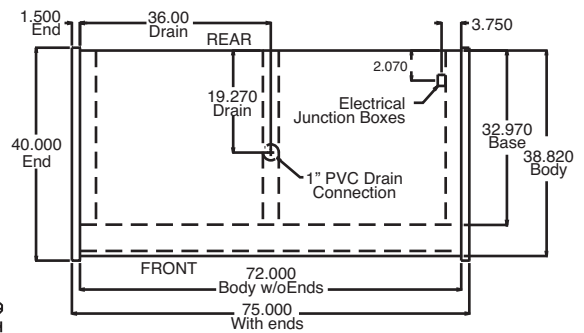 1.500
End
36.00
Drain
REAR
3.750
2.070
19.270
Drain
Electrical
Junction Boxes
40.000
End
32.970
Base
38.820
Body
1” PVC Drain
Connection
FRONT
72.000
Body w/oEnds
75.000
With ends